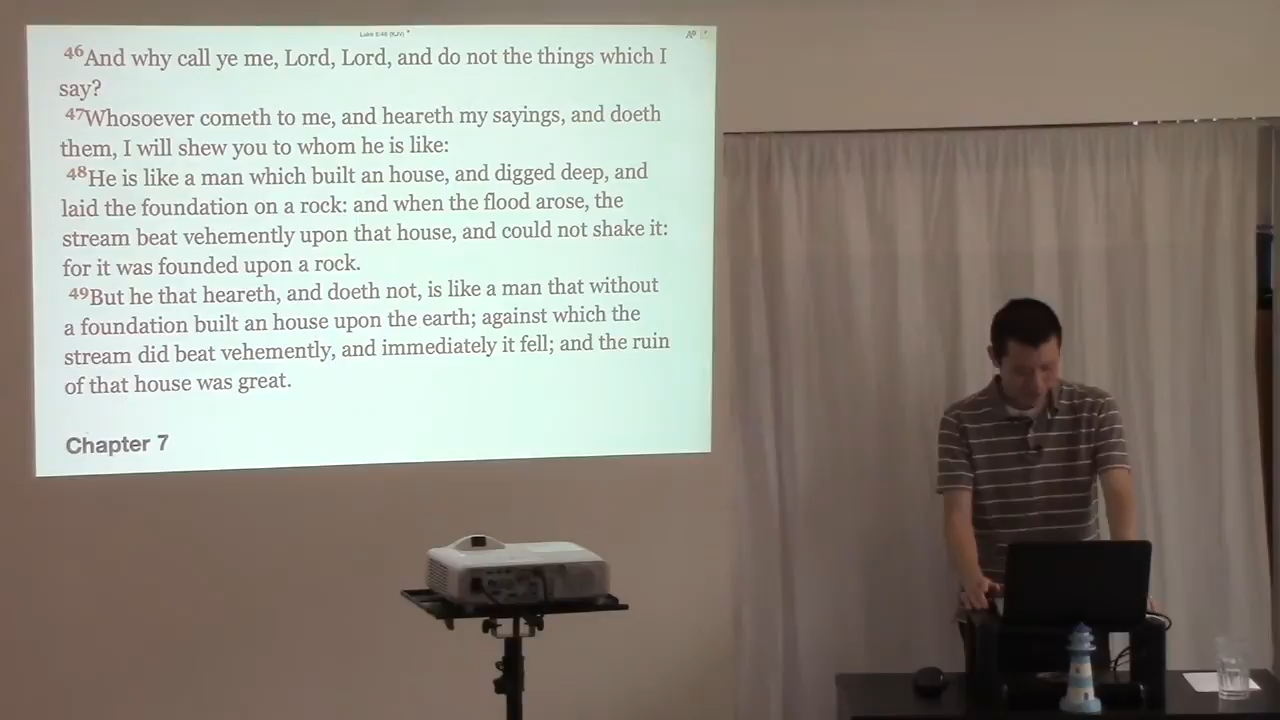 Luke 6:46 (KJV)
46And why call ye me, Lord, Lord, and do not the things which I
say?
47Whosoever cometh to me, and heareth my sayings, and doeth
them, I will shew you to whom he is like:
48He is like a man which built an house, and digged deep, and
laid the foundation on a rock: and when the flood arose, the
stream beat vehemently upon that house, and could not shake it:
for it was founded upon a rock.
49But he that heareth, and doeth not, is like a man that without
a foundation built an house upon the earth; against which the
stream did beat vehemently, and immediately it fell; and the ruin
of that house was great.
Chapter 7